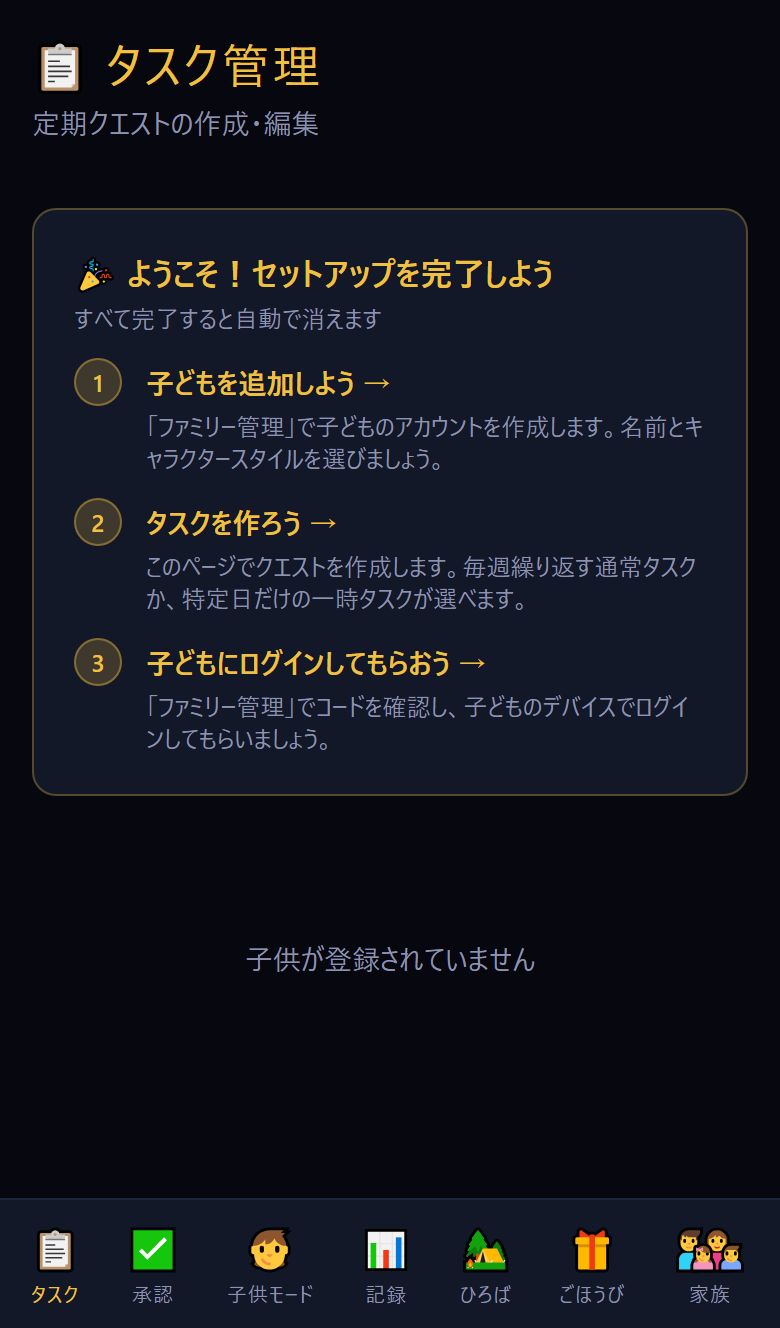 タスク管理
定期クエストの作成・編集
ようこそ！セットアップを完了しよう
すべて完了すると自動で消えます
1 子どもを追加しよう →
「ファミリー管理」で子どものアカウントを作成します。名前とキ
ャラクタースタイルを選びましょう。
2 タスクを作ろう →
このページでクエストを作成します。毎週繰り返す通常タスク
か、特定日だけの一時タスクが選べます。
3 子どもにログインしてもらおう →
「ファミリー管理」でコードを確認し、子どものデバイスでログイ
ンしてもらいましょう。
子供が登録されていません
タスク 承認 子供モード 記録 ひろば ごほうび 家族